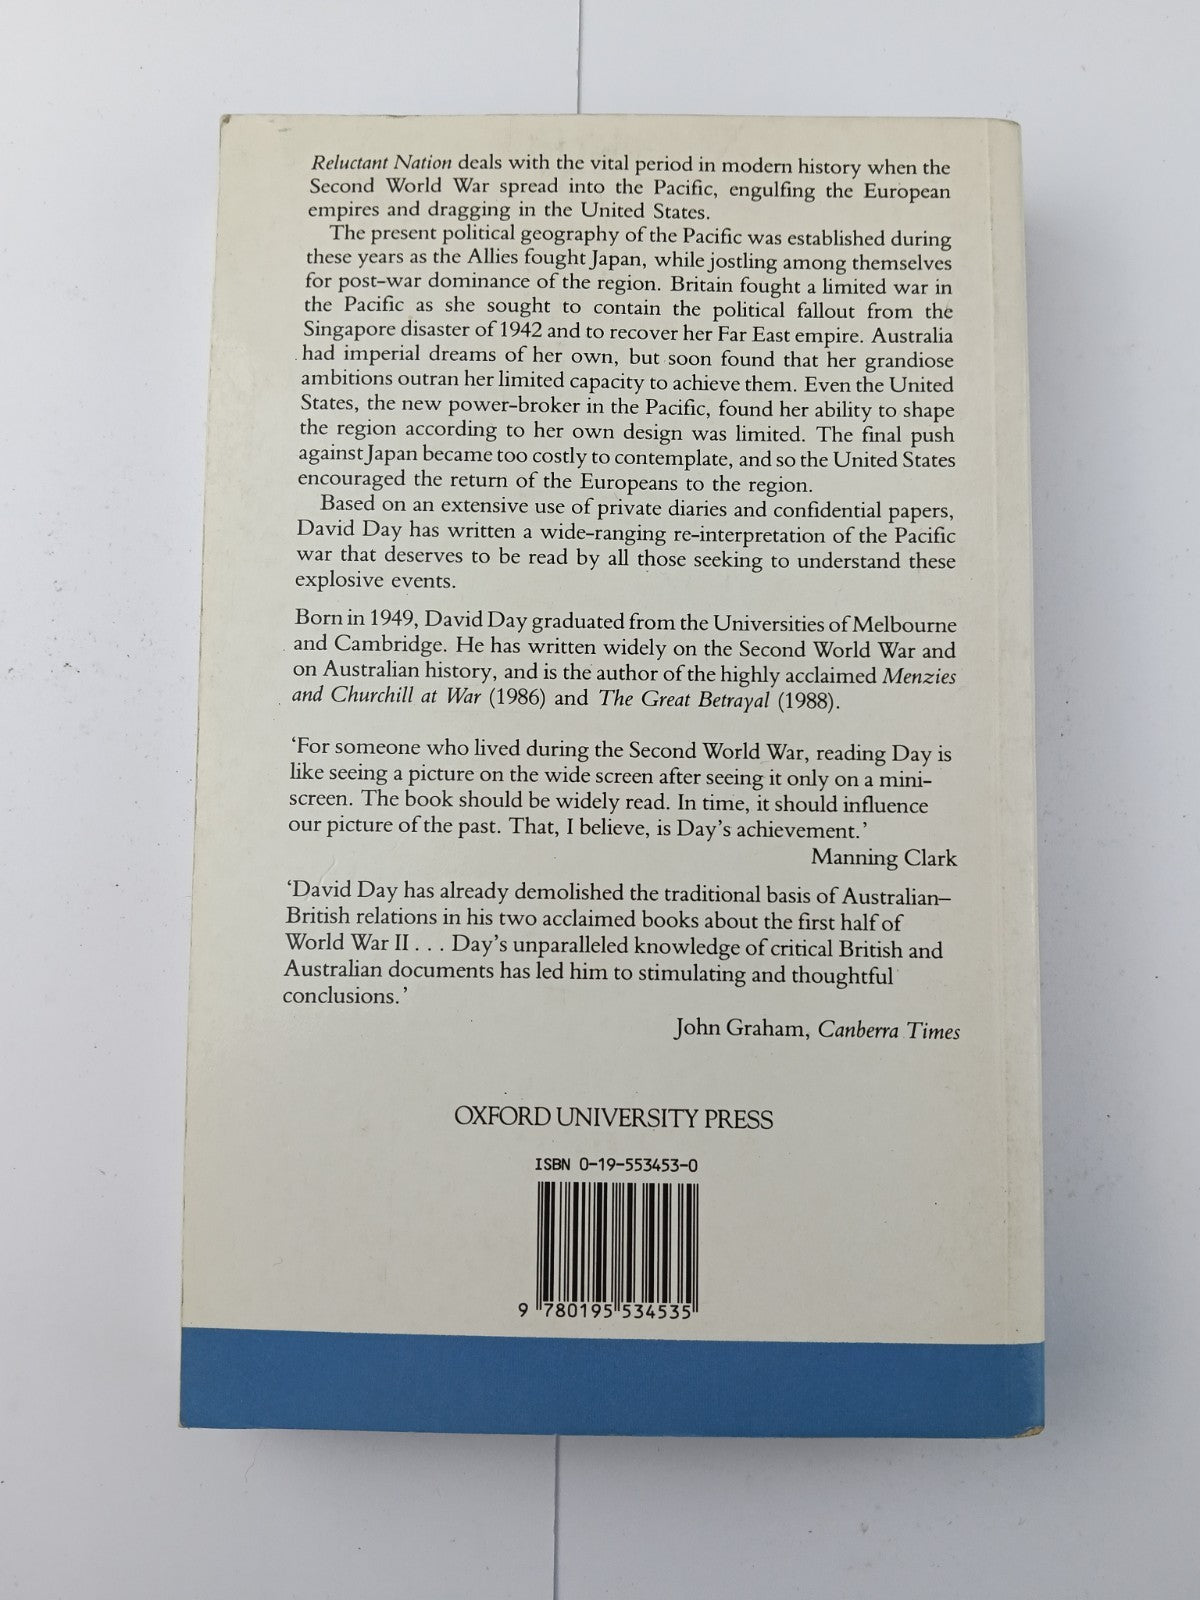 Reluctant Nation deals with the vital period in modern history when the
Second World War spread into the Pacific, engulfing the European
empires and dragging in the United States.
The present political geography of the Pacific was established during
these years as the Allies fought Japan, while jostling among themselves
for post-war dominance of the region. Britain fought a limited war in
the Pacific as she sought to contain the political fallout from the
Singapore disaster of 1942 and to recover her Far East empire. Australia
had imperial dreams of her own, but soon found that her grandiose
ambitions outran her limited capacity to achieve them. Even the United
States, the new power-broker in the Pacific, found her ability to shape
the region according to her own design was limited. The final push
against Japan became too costly to contemplate, and so the United States
encouraged the return of the Europeans to the region.
Based on an extensive use of private diaries and confidential papers,
David Day has written a wide-ranging re-interpretation of the Pacific
war that deserves to be read by all those seeking to understand these
explosive events.
Born in 1949, David Day graduated from the Universities of Melbourne
and Cambridge. He has written widely on the Second World War and
on Australian history, and is the author of the highly acclaimed Menzies
and Churchill at War (1986) and The Great Betrayal (1988).
‘For someone who lived during the Second World War, reading Day is
like seeing a picture on the wide screen after seeing it only on a mini-
screen. The book should be widely read. In time, it should influence
our picture of the past. That, I believe, is Day’s achievement.’
Manning Clark
‘David Day has already demolished the traditional basis of Australian–
British relations in his two acclaimed books about the first half of
World War II . . . Day’s unparalleled knowledge of critical British and
Australian documents has led him to stimulating and thoughtful
conclusions.’
John Graham, Canberra Times
OXFORD UNIVERSITY PRESS
ISBN 0-19-553453-0
9 780195 534535